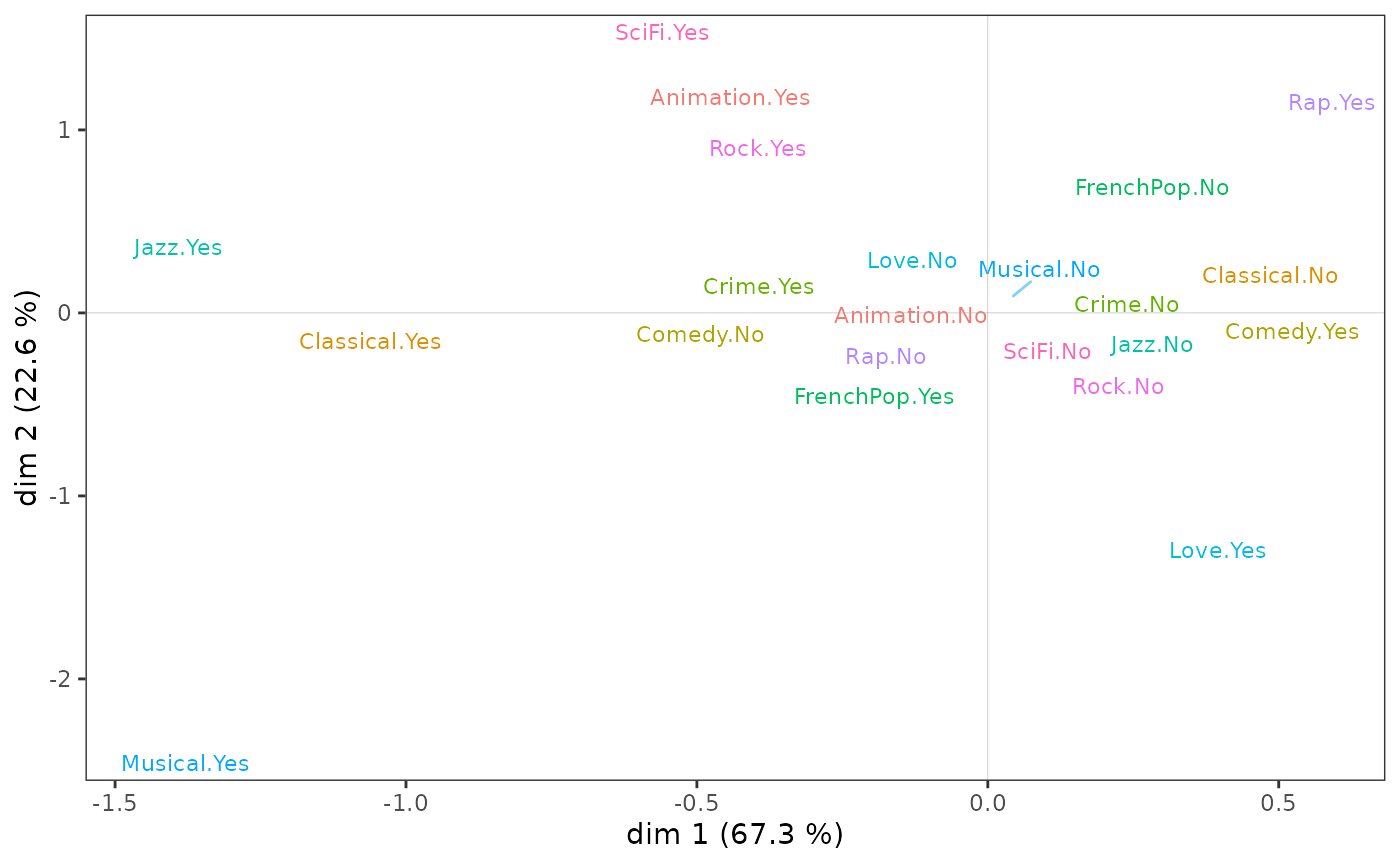 SciFi.Yes
Animation.Yes
Rap.Yes
1
Rock.Yes
FrenchPop.No
Jazz.Yes
Love.No
Musical.No
Classical.No
Crime.Yes
Crime.No
0
Animation.No
Comedy.No
Comedy.Yes
Classical.Yes
Jazz.No
SciFi.No
Rap.No
Rock.No
FrenchPop.Yes
dim 2 (22.6 %)
-1
Love.Yes
-2
Musical.Yes
-1.5 -1.0 -0.5 0.0 0.5
dim 1 (67.3 %)